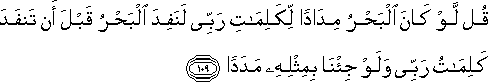 قُل لَّوْ كَانَ ٱلْبَحْرُ مِدَادًا لِّكَلِمَٰتِ رَبِّى لَنَفِدَ ٱلْبَحْرُ قَبْلَ أَن تَنفَدَ
كَلِمَٰتُ رَبِّى وَلَوْ جِئْنَا بِمِثْلِهِۦ مَدَدًا ١٠٩